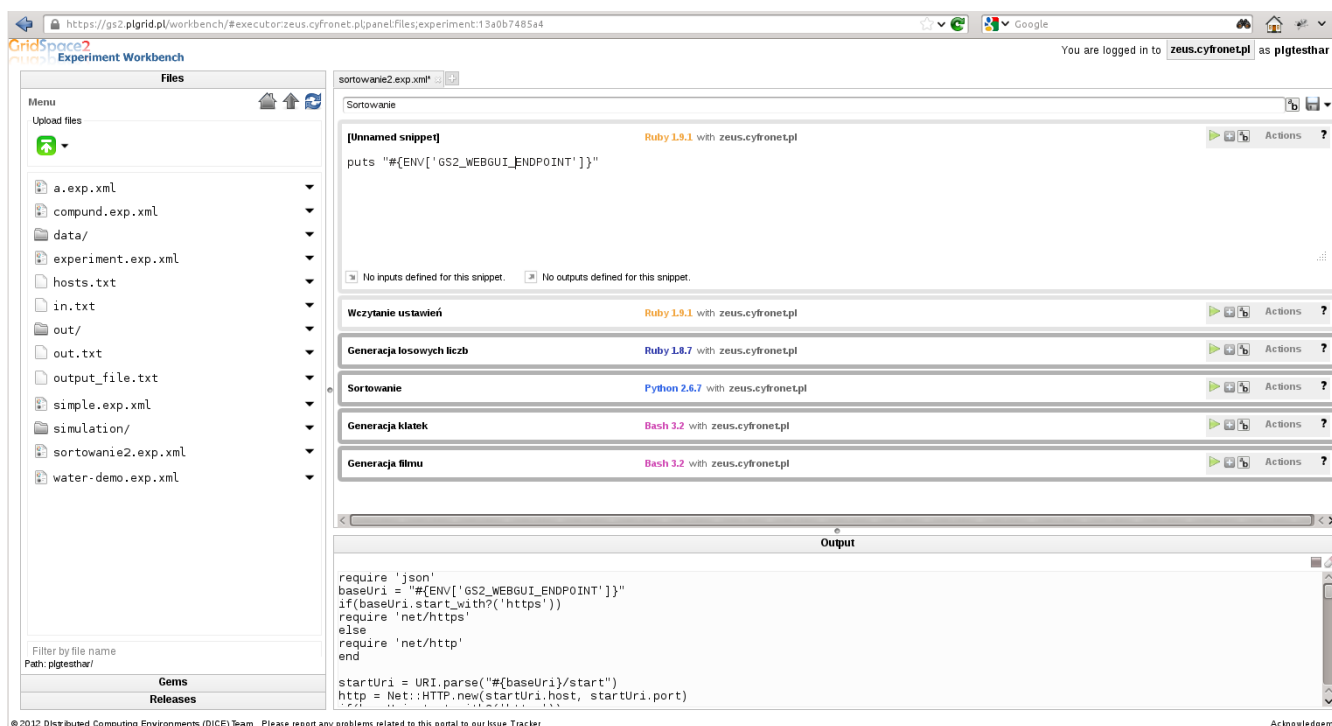 https://gs2.plgrid.pl/workbench/#executor:zeus.cyfronet.pl;panel:files;experiment:13a0b7485a4
Google
GridSpace2
Experiment Workbench
You are logged in to zeus.cyfronet.pl as plgtesthar
Files
sortowanie2.exp.xml*
Menu
Sortowanie
Upload files
[Unnamed snippet] Ruby 1.9.1 with zeus.cyfronet.pl Actions ?
puts "#{ENV['GS2_WEBGUI_ENDPOINT']}"
a.exp.xml
compund.exp.xml
data/
experiment.exp.xml
hosts.txt
in.txt
out/
out.txt
output_file.txt
simple.exp.xml
simulation/
sortowanie2.exp.xml
water-demo.exp.xml
No inputs defined for this snippet. No outputs defined for this snippet.
Wczytanie ustawień Ruby 1.9.1 with zeus.cyfronet.pl Actions ?
Generacja losowych liczb Ruby 1.8.7 with zeus.cyfronet.pl Actions ?
Sortowanie Python 2.6.7 with zeus.cyfronet.pl Actions ?
Generacja klatek Bash 3.2 with zeus.cyfronet.pl Actions ?
Generacja filmu Bash 3.2 with zeus.cyfronet.pl Actions ?
Output
require 'json'
baseUri = "#{ENV['GS2_WEBGUI_ENDPOINT']}"
if(baseUri.start_with?('https'))
require 'net/https'
else
require 'net/http'
end
startUri = URI.parse("#{baseUri}/start")
http = Net::HTTP.new(startUri.host, startUri.port)
Filter by file name
Path: plgtesthar/
Gems
Releases
© 2012 Distributed Computing Environments (DICE) Team Please report any problems related to this portal to our Issue Tracker
Acknowledgem